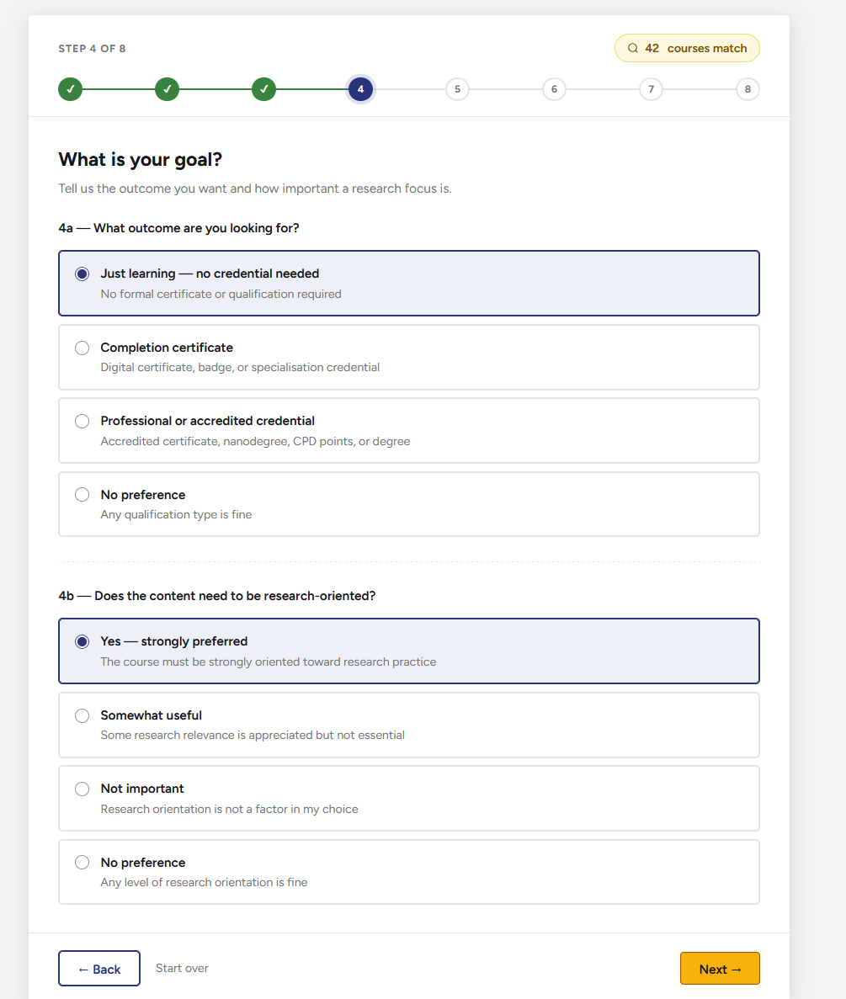 STEP 4 OF 8
42 courses match
✓ ✓ ✓ 4 5 6 7 8
What is your goal?
Tell us the outcome you want and how important a research focus is.
4a — What outcome are you looking for?
Just learning — no credential needed
No formal certificate or qualification required
Completion certificate
Digital certificate, badge, or specialisation credential
Professional or accredited credential
Accredited certificate, nanodegree, CPD points, or degree
No preference
Any qualification type is fine
4b — Does the content need to be research-oriented?
Yes — strongly preferred
The course must be strongly oriented toward research practice
Somewhat useful
Some research relevance is appreciated but not essential
Not important
Research orientation is not a factor in my choice
No preference
Any level of research orientation is fine
← Back
Start over
Next →